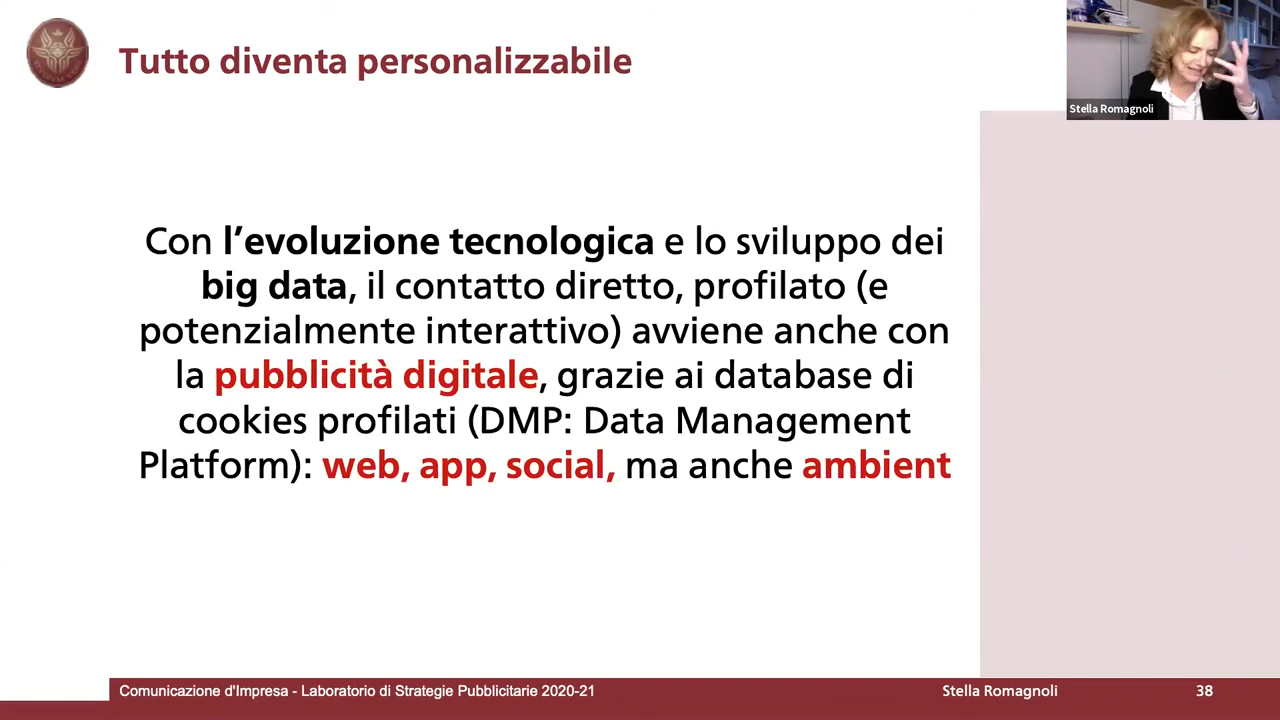 Tutto diventa personalizzabile
Stella Romagnoli
Con l’evoluzione tecnologica e lo sviluppo dei
big data, il contatto diretto, profilato (e
potenzialmente interattivo) avviene anche con
la pubblicità digitale, grazie ai database di
cookies profilati (DMP: Data Management
Platform): web, app, social, ma anche ambient
Comunicazione d'Impresa - Laboratorio di Strategie Pubblicitarie 2020-21
Stella Romagnoli
38